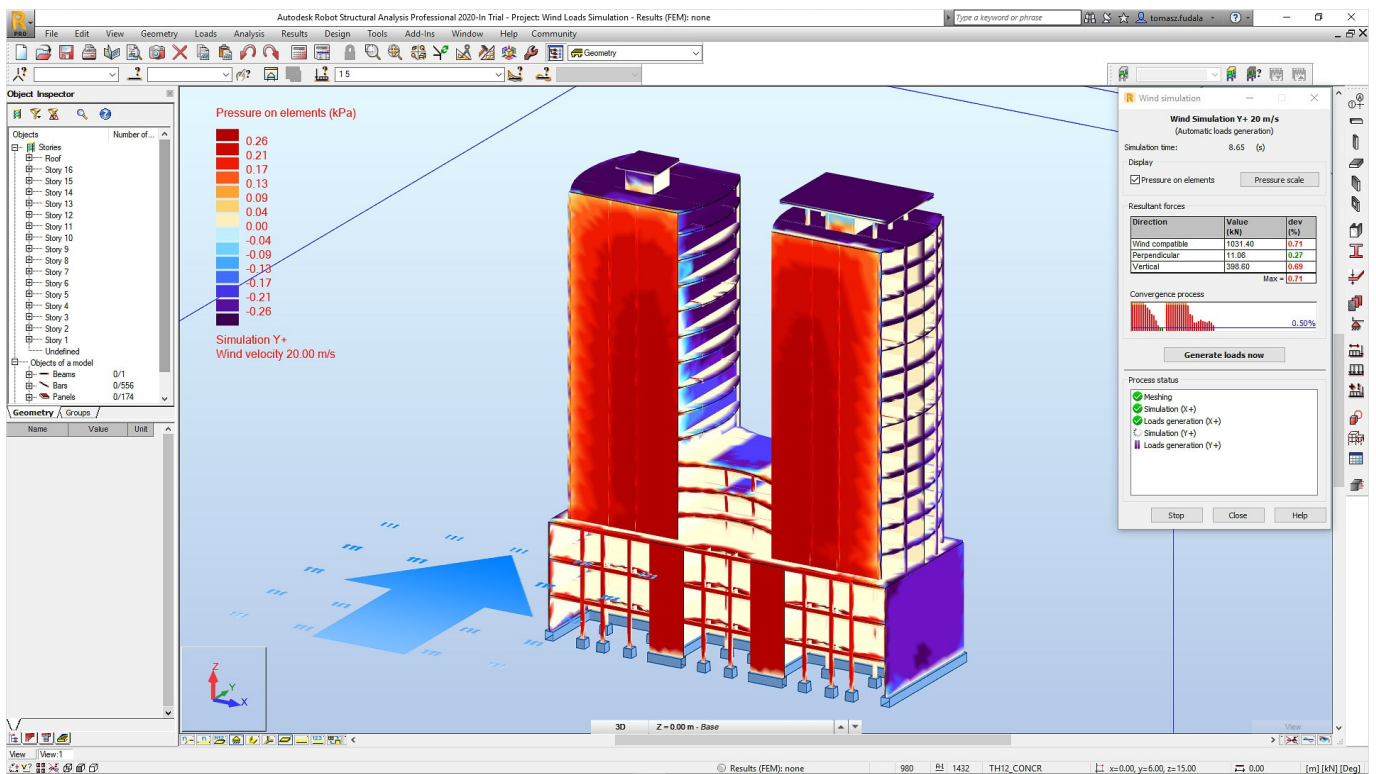 Autodesk Robot Structural Analysis Professional 2020-In Trial - Project: Wind Loads Simulation - Results (FEM): none
Type a keyword or phrase
tomasz.fudala
PRO
File Edit View Geometry Loads Analysis Results Design Tools Add-Ins Window Help Community
Geometry
1 5
Object Inspector
Objects Number of...
Stories
Roof
Story 16
Story 15
Story 14
Story 13
Story 12
Story 11
Story 10
Story 9
Story 8
Story 7
Story 6
Story 5
Story 4
Story 3
Story 2
Story 1
Undefined
Objects of a model
Beams 0/1
Bars 0/556
Panels 0/174
Geometry Groups
Name Value Unit
Pressure on elements (kPa)
0.26
0.21
0.17
0.13
0.09
0.04
0.00
-0.04
-0.09
-0.13
-0.17
-0.21
-0.26
Simulation Y+
Wind velocity 20.00 m/s
Z
Y
X
Wind simulation
Wind Simulation Y+ 20 m/s
(Automatic loads generation)
Simulation time: 8.65 (s)
Display
Pressure on elements
Pressure scale
Resultant forces
Direction Value (kN) dev (%)
Wind compatible 1031.40 0.71
Perpendicular 11.06 0.27
Vertical 398.60 0.69
Max = 0.71
Convergence process
0.50%
Generate loads now
Process status
Meshing
Simulation (X+)
Loads generation (X+)
Simulation (Y+)
Loads generation (Y+)
Stop Close Help
3D Z = 0.00 m - Base
View
View View:1
Results (FEM): none 980 1432 TH12_CONCR x=0.00, y=6.00, z=15.00 0.00 [m] [kN] [Deg]